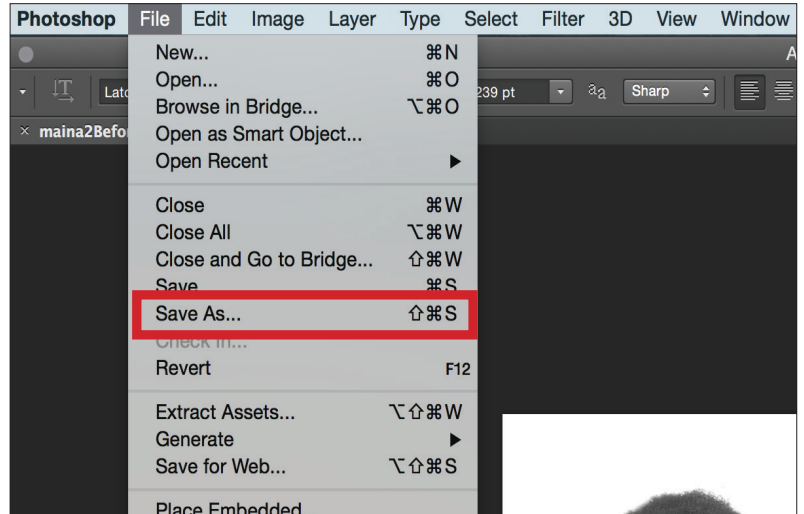 Photoshop File Edit Image Layer Type Select Filter 3D View Window
A
Lato 239 pt aa Sharp
× maina2Befo
New... ⌘N
Open... ⌘O
Browse in Bridge... ⌥⌘O
Open as Smart Object...
Open Recent ▶
Close ⌘W
Close All ⌥⌘W
Close and Go to Bridge... ⇧⌘W
Save ⌘S
Save As... ⇧⌘S
Check In...
Revert F12
Extract Assets... ⌥⇧⌘W
Generate ▶
Save for Web... ⌥⇧⌘S
Place Embedded